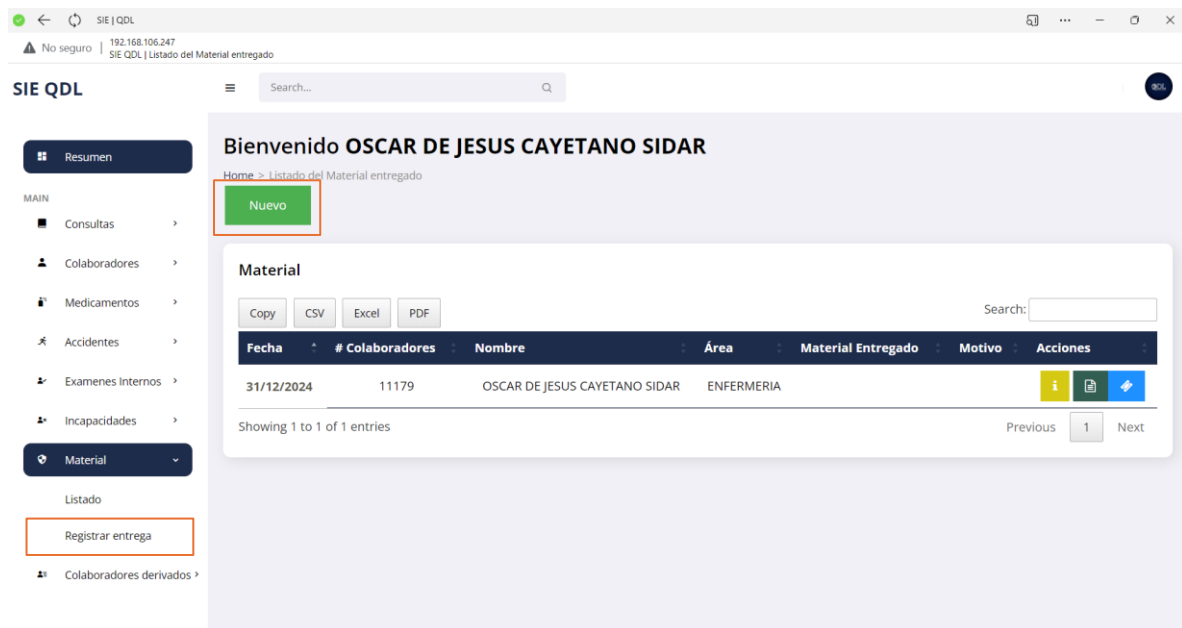 SIE | QDL
No seguro | 192.168.106.247
SIE QDL | Listado del Material entregado
SIE QDL
Search...
QDL
Resumen
MAIN
Consultas
Colaboradores
Medicamentos
Accidentes
Examenes Internos
Incapacidades
Material
Listado
Registrar entrega
Colaboradores derivados
Bienvenido OSCAR DE JESUS CAYETANO SIDAR
Home > Listado del Material entregado
Nuevo
Material
Copy CSV Excel PDF Search:
Fecha # Colaboradores Nombre Área Material Entregado Motivo Acciones
31/12/2024 11179 OSCAR DE JESUS CAYETANO SIDAR ENFERMERIA
Showing 1 to 1 of 1 entries Previous 1 Next